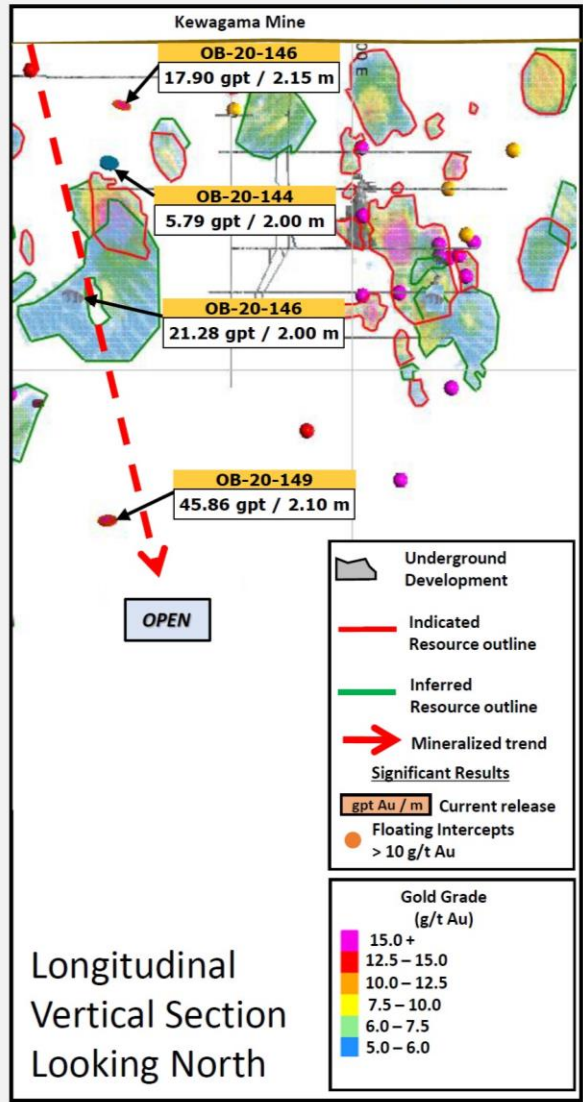 Kewagama Mine
OB-20-146
17.90 gpt / 2.15 m
OB-20-144
5.79 gpt / 2.00 m
OB-20-146
21.28 gpt / 2.00 m
OB-20-149
45.86 gpt / 2.10 m
OPEN
Underground
Development
Indicated
Resource outline
Inferred
Resource outline
Mineralized trend
Significant Results
gpt Au / m Current release
Floating Intercepts
> 10 g/t Au
Gold Grade
(g/t Au)
15.0 +
12.5 – 15.0
10.0 – 12.5
7.5 – 10.0
6.0 – 7.5
5.0 – 6.0
Longitudinal
Vertical Section
Looking North